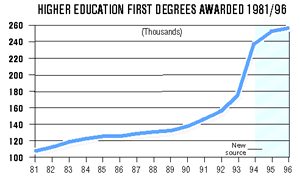 HIGHER EDUCATION FIRST DEGREES AWARDED 1981/96
(Thousands)
260
240
220
200
180
160
140
120
100
New
source
81 82 83 84 85 86 87 88 89 90 91 92 93 94 95 96